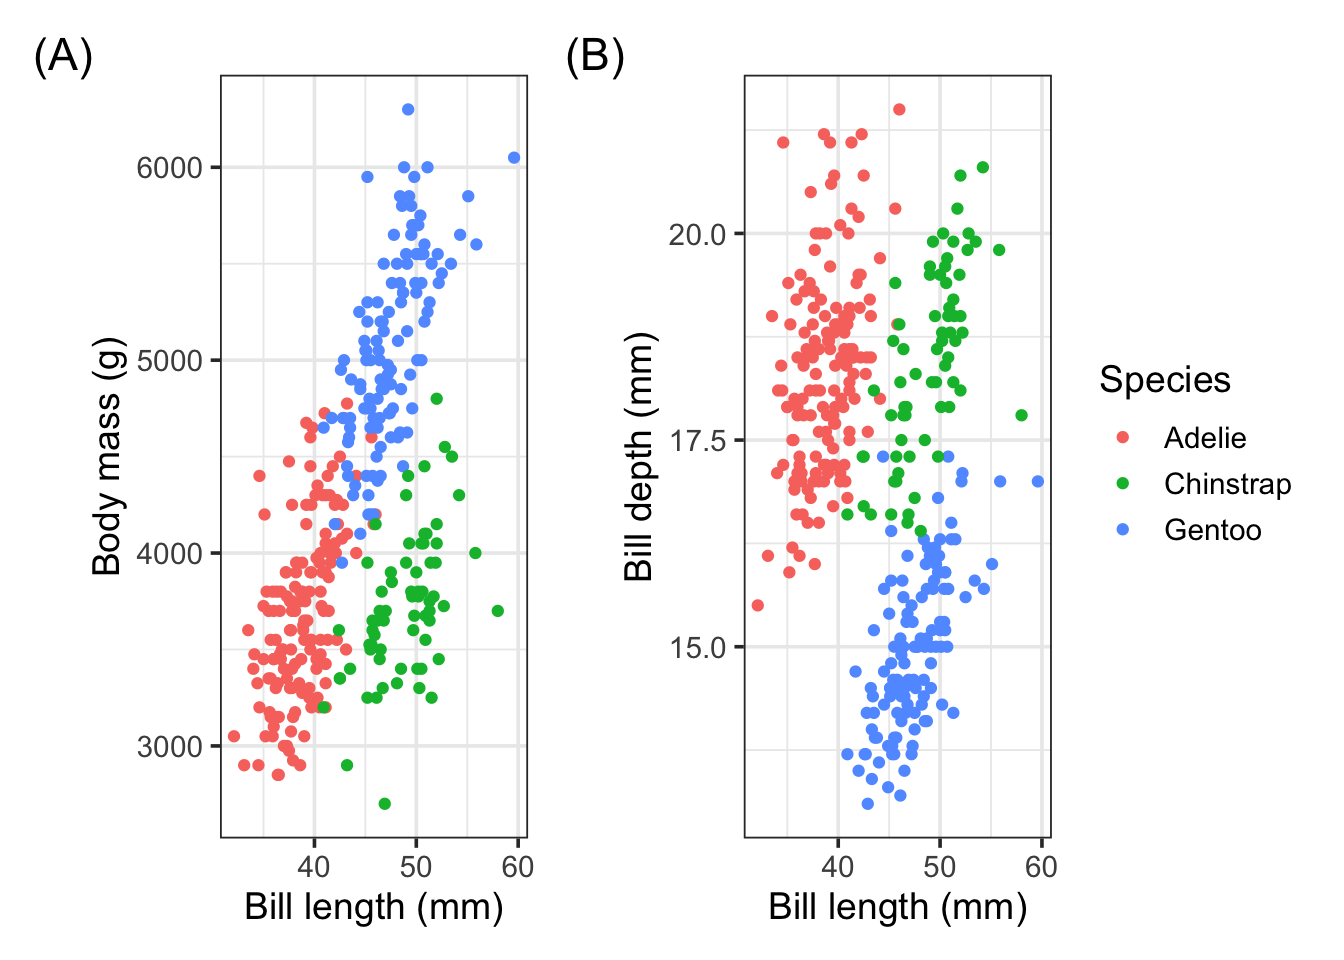 (A)
(B)
6000
5000
4000
3000
Body mass (g)
40 50 60
Bill length (mm)
20.0
17.5
15.0
Bill depth (mm)
40 50 60
Bill length (mm)
Species
Adelie
Chinstrap
Gentoo